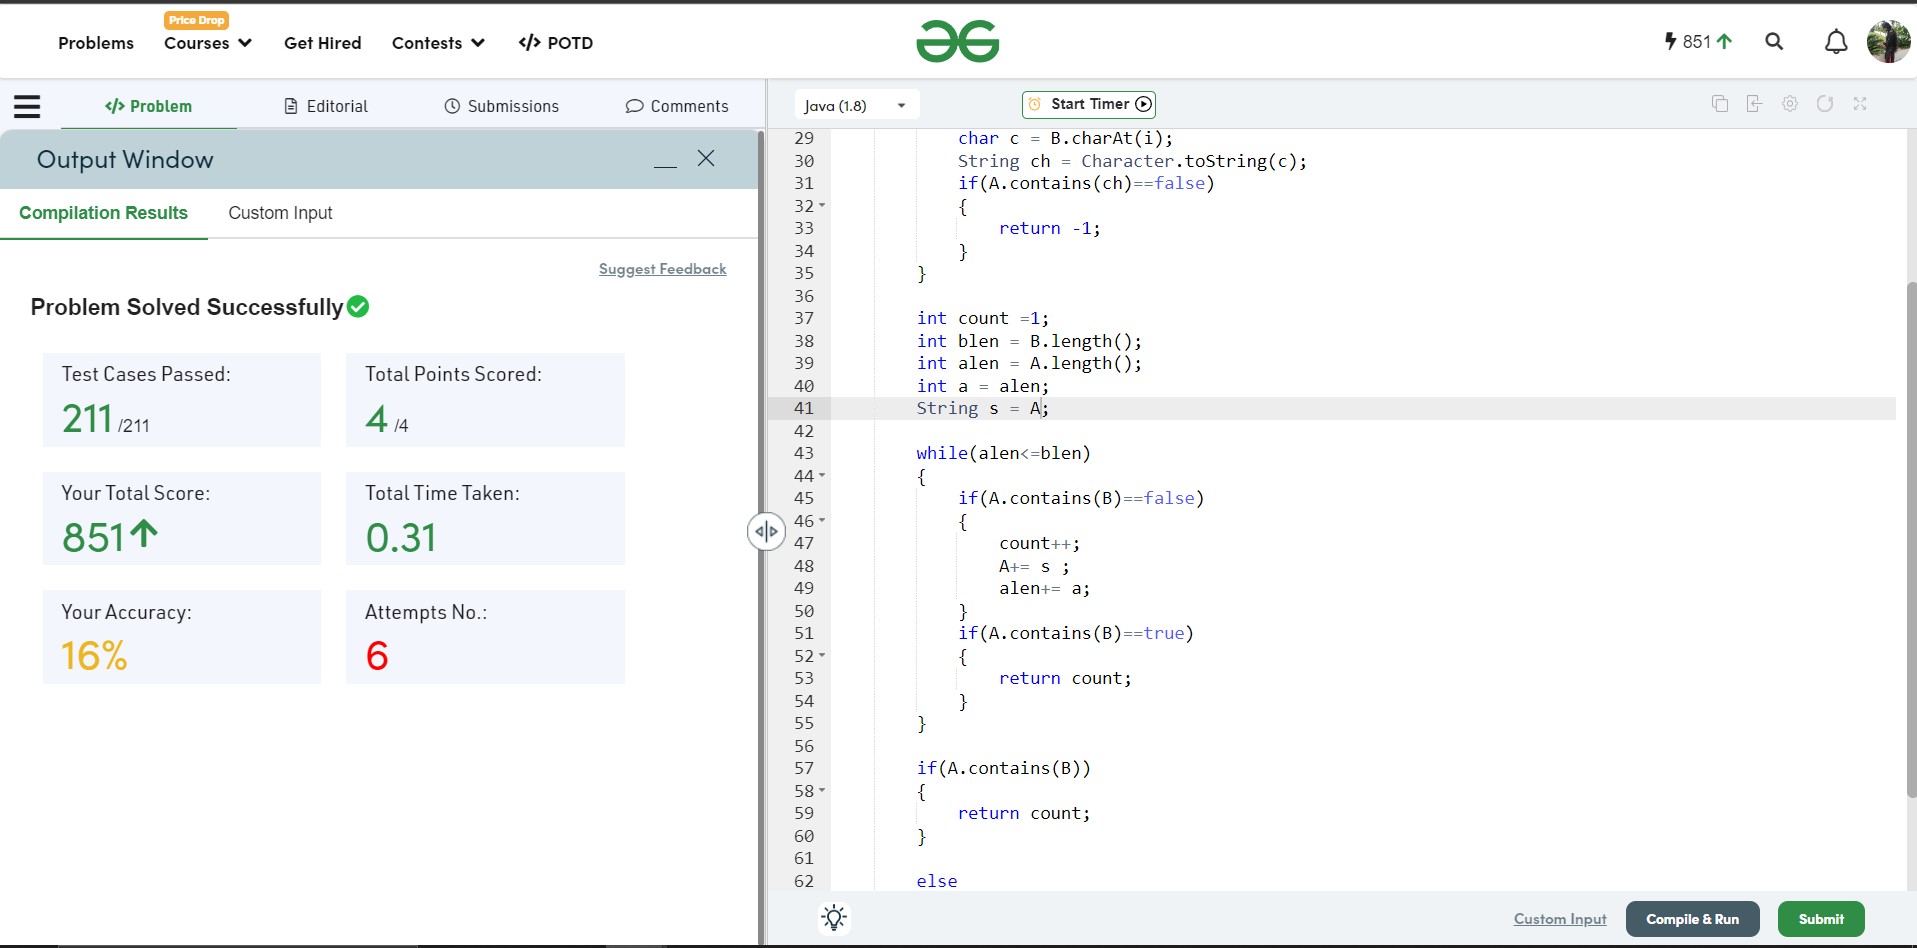 Price Drop
Problems Courses Get Hired Contests </> POTD
851
</> Problem Editorial Submissions Comments
Output Window
Compilation Results Custom Input
Suggest Feedback
Problem Solved Successfully
Test Cases Passed: Total Points Scored:
211 /211 4 /4
Your Total Score: Total Time Taken:
851 0.31
Your Accuracy: Attempts No.:
16% 6
Java (1.8) Start Timer
29 char c = B.charAt(i);
30 String ch = Character.toString(c);
31 if(A.contains(ch)==false)
32 {
33 return -1;
34 }
35 }
36
37 int count =1;
38 int blen = B.length();
39 int alen = A.length();
40 int a = alen;
41 String s = A;
42
43 while(alen<=blen)
44 {
45 if(A.contains(B)==false)
46 {
47 count++;
48 A+= s ;
49 alen+= a;
50 }
51 if(A.contains(B)==true)
52 {
53 return count;
54 }
55 }
56
57 if(A.contains(B))
58 {
59 return count;
60 }
61
62 else
Custom Input Compile & Run Submit